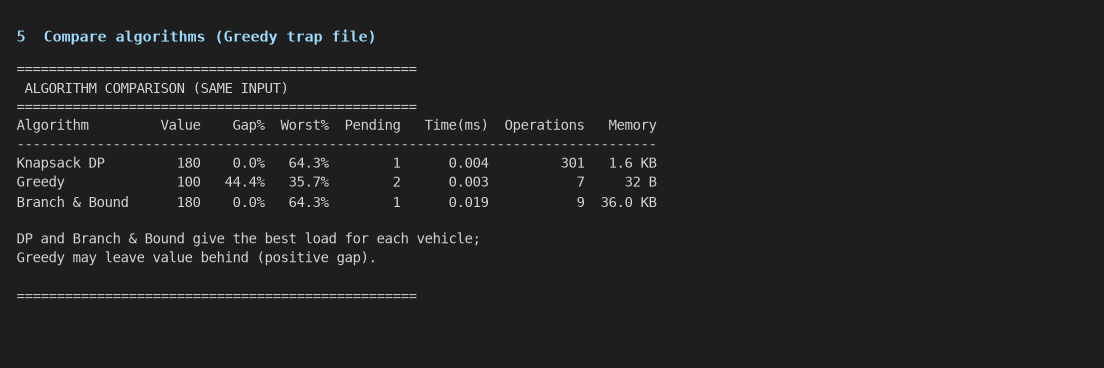 5  Compare algorithms (Greedy trap file)
==================================================
 ALGORITHM COMPARISON (SAME INPUT)
==================================================
Algorithm         Value    Gap%  Worst%  Pending   Time(ms)  Operations   Memory
--------------------------------------------------------------------------------
Knapsack DP         180    0.0%   64.3%        1      0.004         301   1.6 KB
Greedy              100   44.4%   35.7%        2      0.003           7     32 B
Branch & Bound      180    0.0%   64.3%        1      0.019           9  36.0 KB
DP and Branch & Bound give the best load for each vehicle;
Greedy may leave value behind (positive gap).
==================================================